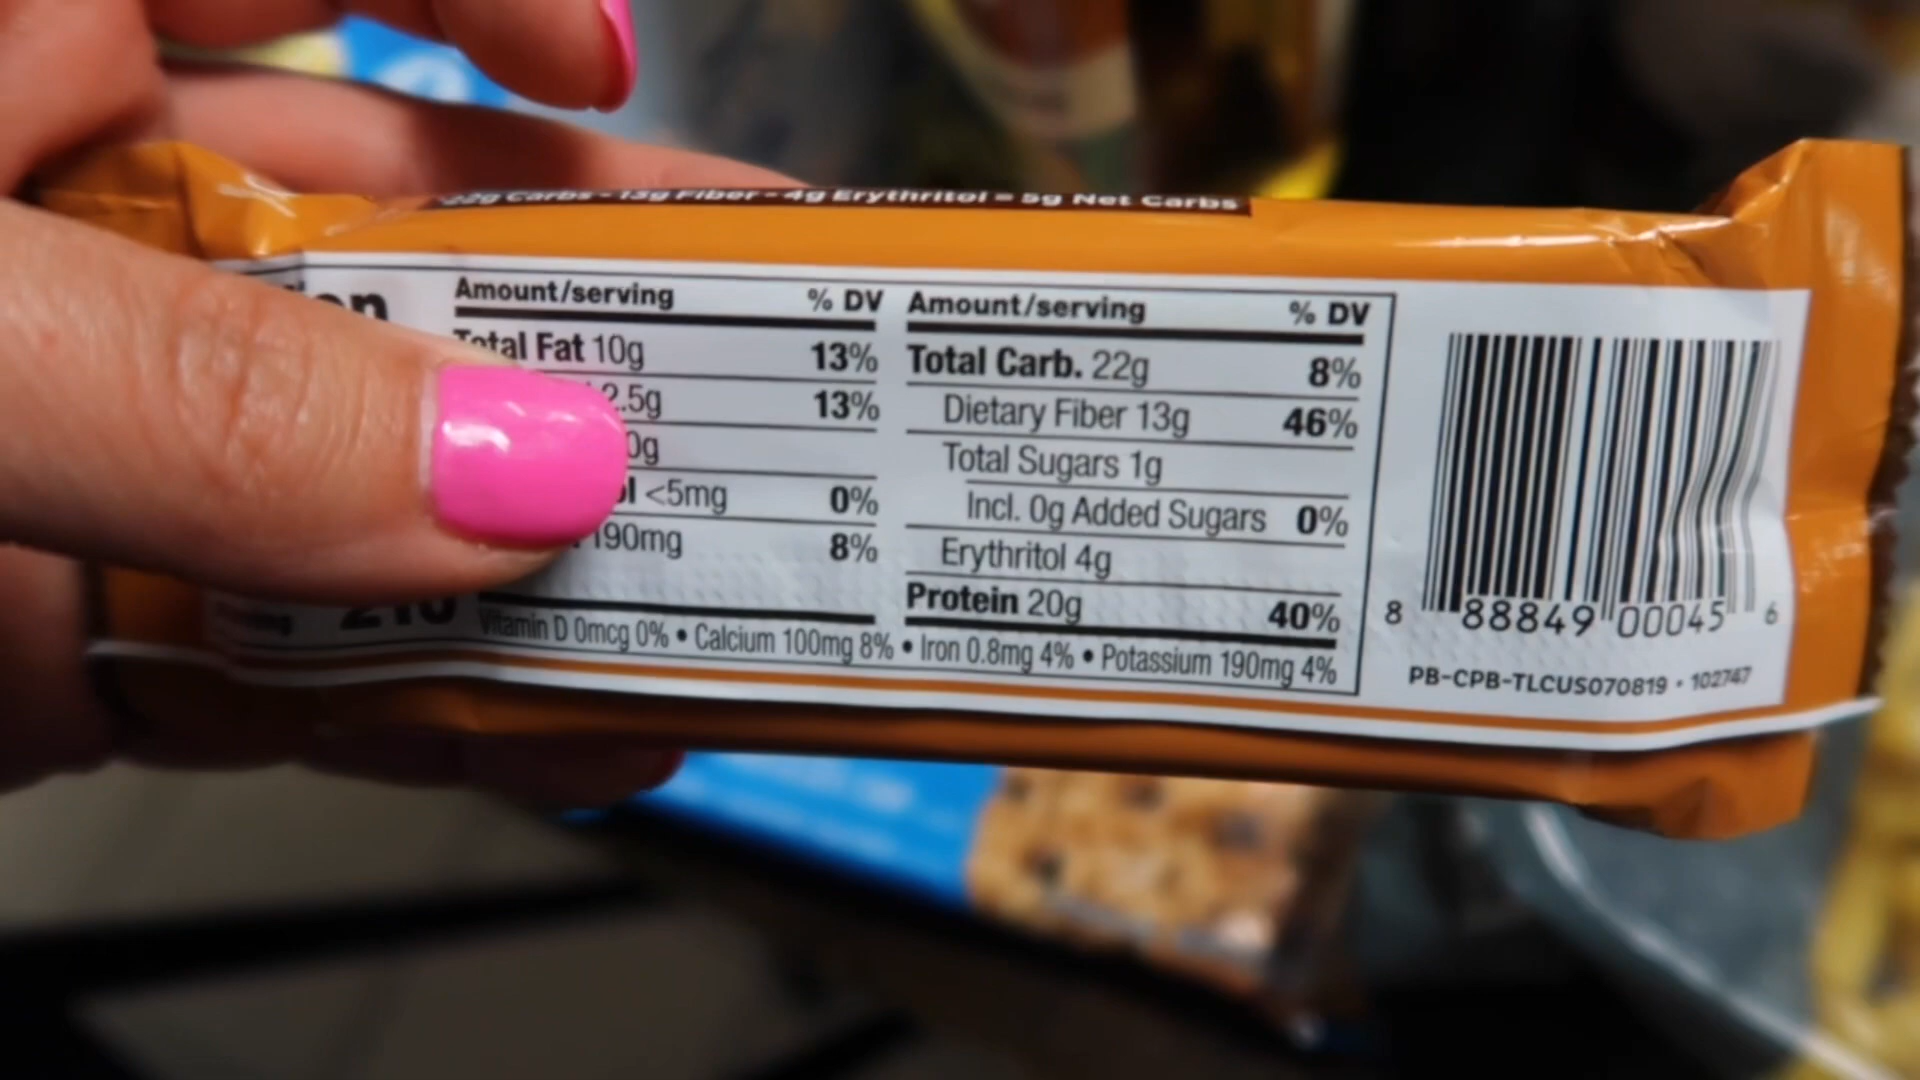 22g Carbs - 13g Fiber - 4g Erythritol = 5g Net Carbs
Amount/serving % DV
Total Fat 10g 13%
2.5g 13%
0g
<5mg 0%
190mg 8%
Amount/serving % DV
Total Carb. 22g 8%
Dietary Fiber 13g 46%
Total Sugars 1g
Incl. 0g Added Sugars 0%
Erythritol 4g
Protein 20g 40%
Vitamin D 0mcg 0% • Calcium 100mg 8% • Iron 0.8mg 4% • Potassium 190mg 4%
8 88849 00045 6
PB-CPB-TLCUS070819 • 102747